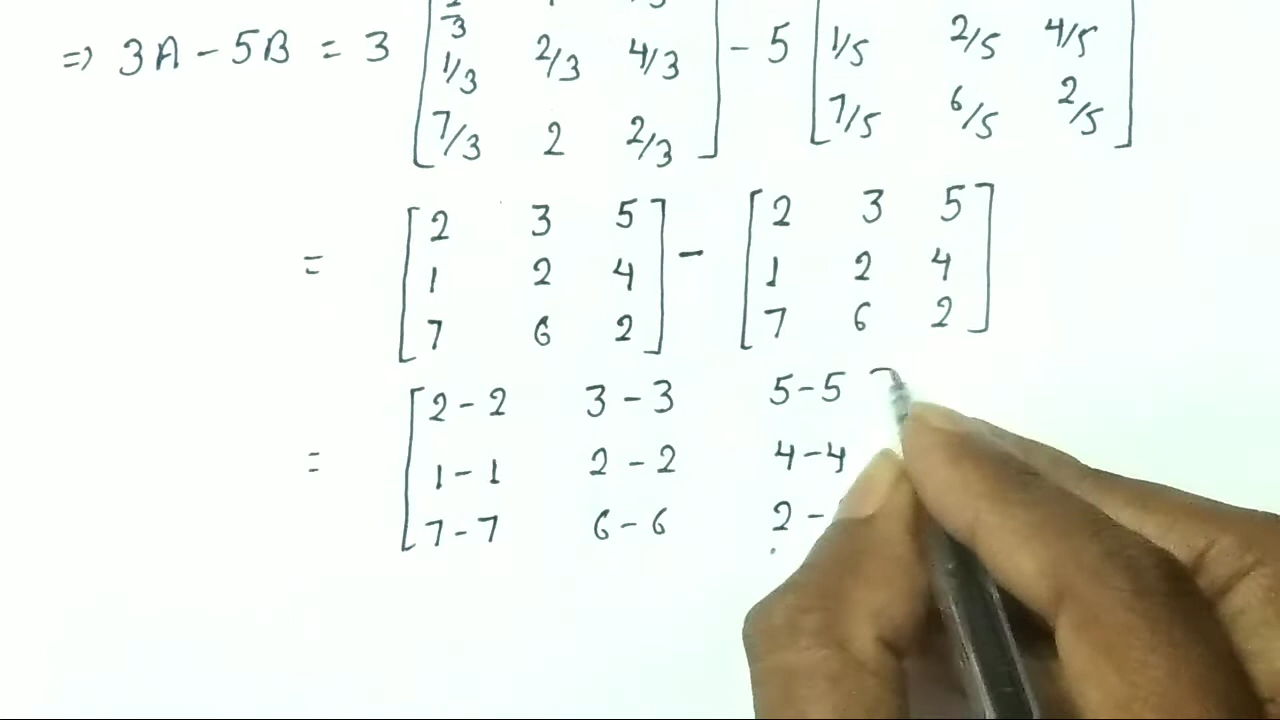 ⇒ 3A - 5B = 3 [ 1/3 2/3 4/3 ] - 5 [ 1/5 2/5 4/5 ]
7/3 2 2/3 7/5 6/5 2/5
= [ 2 3 5 ] - [ 2 3 5 ]
1 2 4 1 2 4
7 6 2 7 6 2
= [ 2-2 3-3 5-5
1-1 2-2 4-4
7-7 6-6 2-